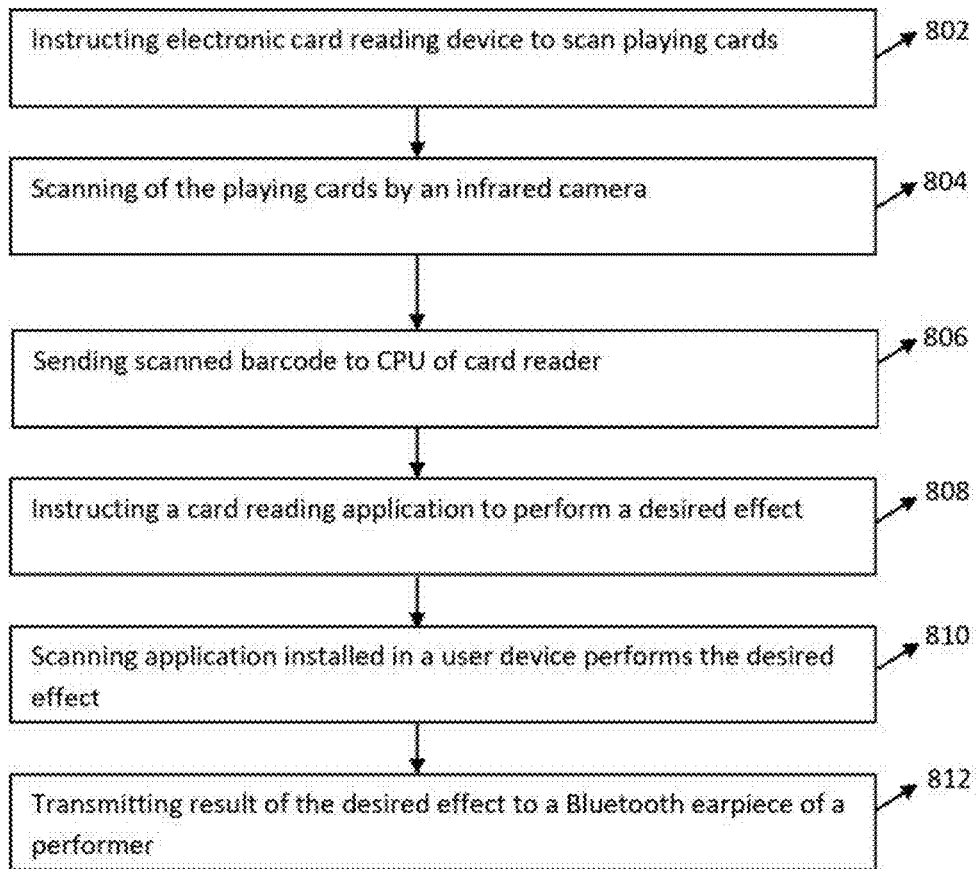 Instructing electronic card reading device to scan playing cards
802
Scanning of the playing cards by an infrared camera
804
Sending scanned barcode to CPU of card reader
806
Instructing a card reading application to perform a desired effect
808
Scanning application installed in a user device performs the desired
effect
810
Transmitting result of the desired effect to a Bluetooth earpiece of a
performer
812